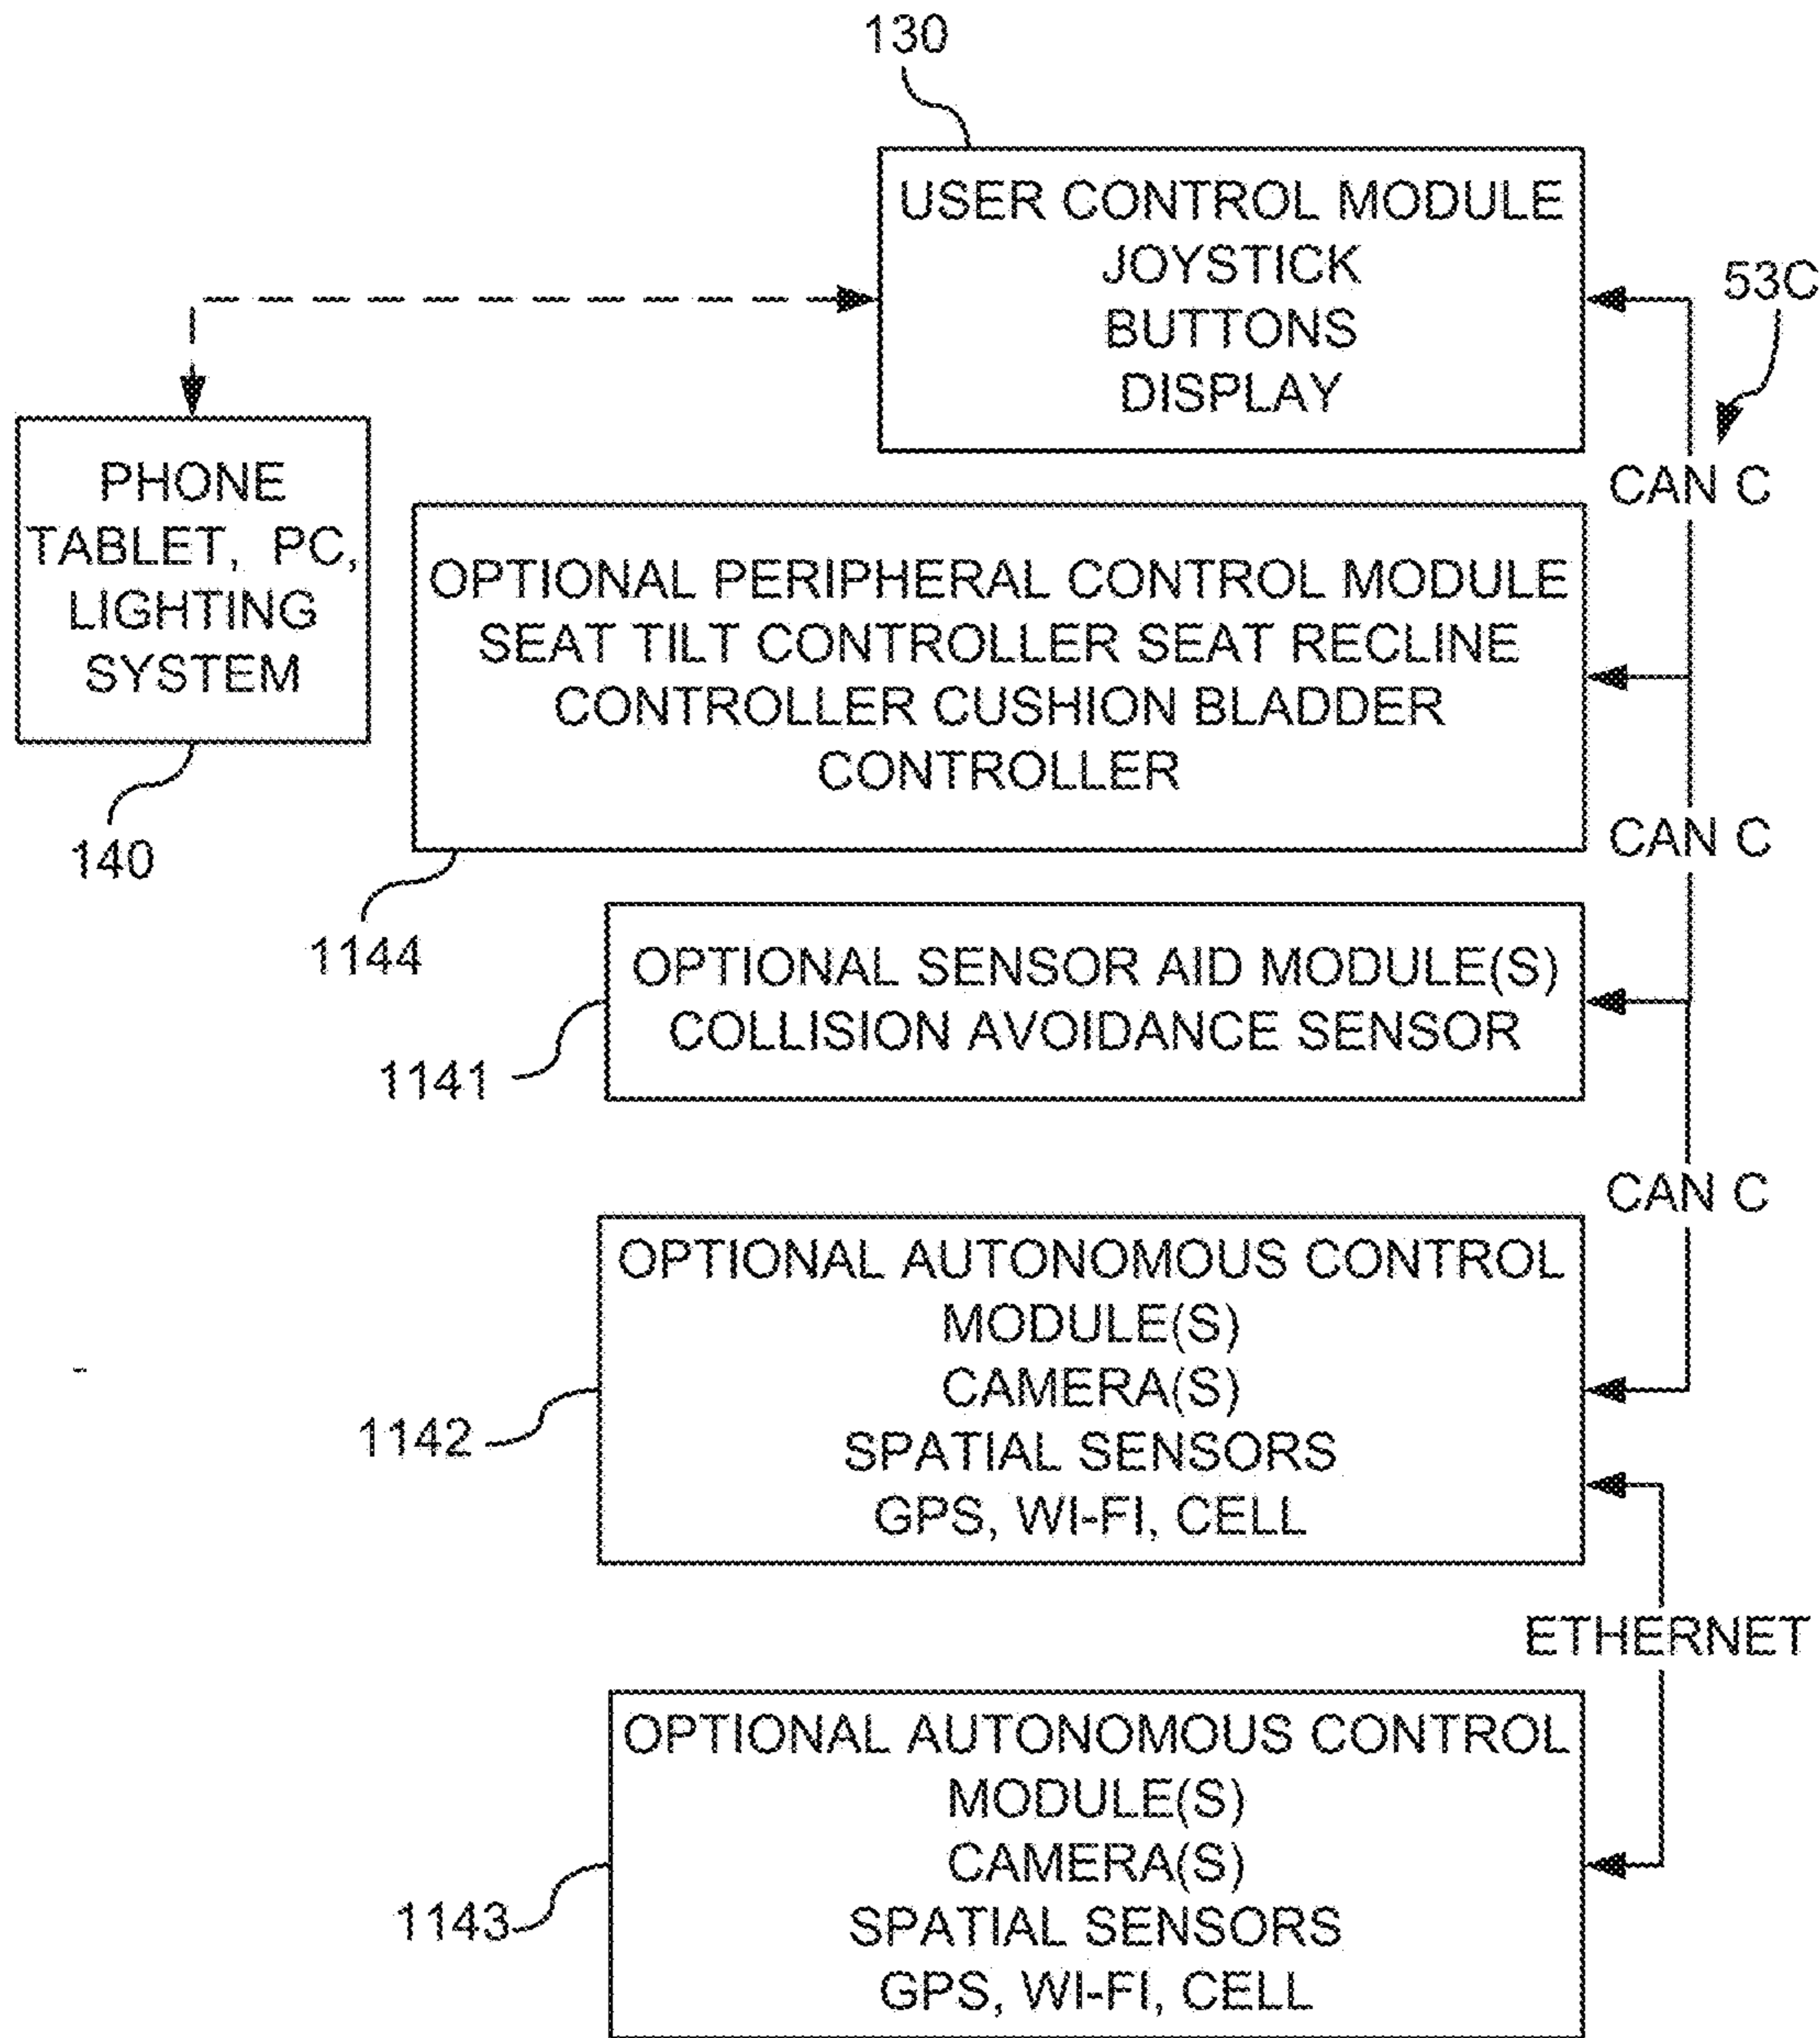 130
USER CONTROL MODULE
JOYSTICK
BUTTONS
DISPLAY
53C
PHONE
TABLET, PC,
LIGHTING
SYSTEM
140
CAN C
OPTIONAL PERIPHERAL CONTROL MODULE
SEAT TILT CONTROLLER SEAT RECLINE
CONTROLLER CUSHION BLADDER
CONTROLLER
1144
CAN C
OPTIONAL SENSOR AID MODULE(S)
COLLISION AVOIDANCE SENSOR
1141
CAN C
OPTIONAL AUTONOMOUS CONTROL
MODULE(S)
CAMERA(S)
SPATIAL SENSORS
GPS, WI-FI, CELL
1142
ETHERNET
OPTIONAL AUTONOMOUS CONTROL
MODULE(S)
CAMERA(S)
SPATIAL SENSORS
GPS, WI-FI, CELL
1143